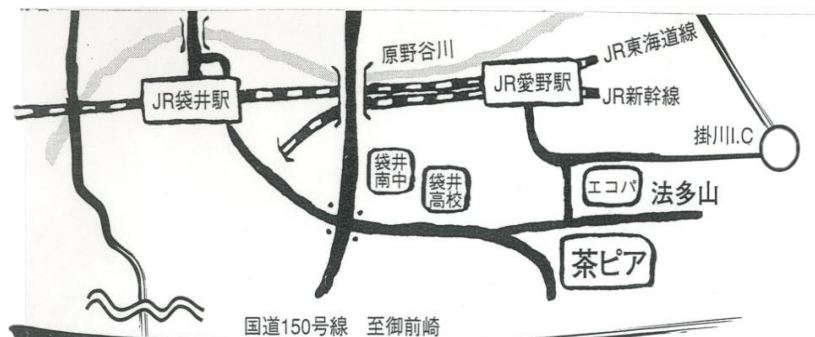 原野谷川
JR東海道線
JR袋井駅
JR愛野駅
JR新幹線
掛川I.C
袋井
南中
袋井
高校
エコパ
法多山
茶ピア
国道150号線 至御前崎